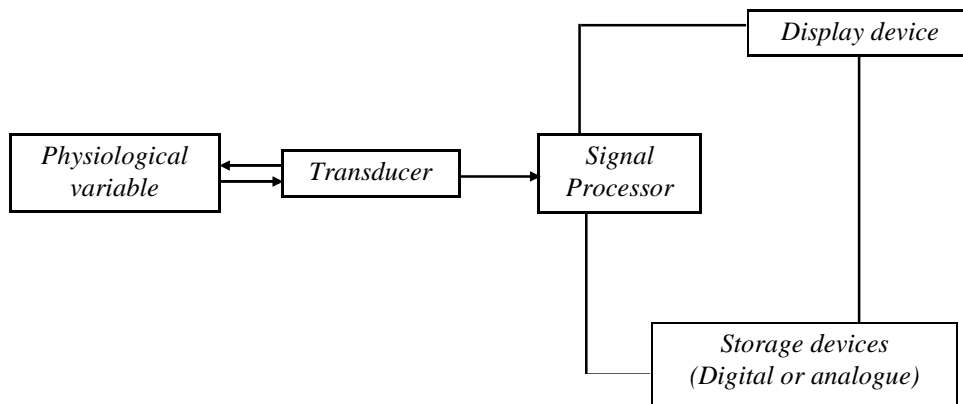 Display device
Physiological
variable
Transducer
Signal
Processor
Storage devices
(Digital or analogue)